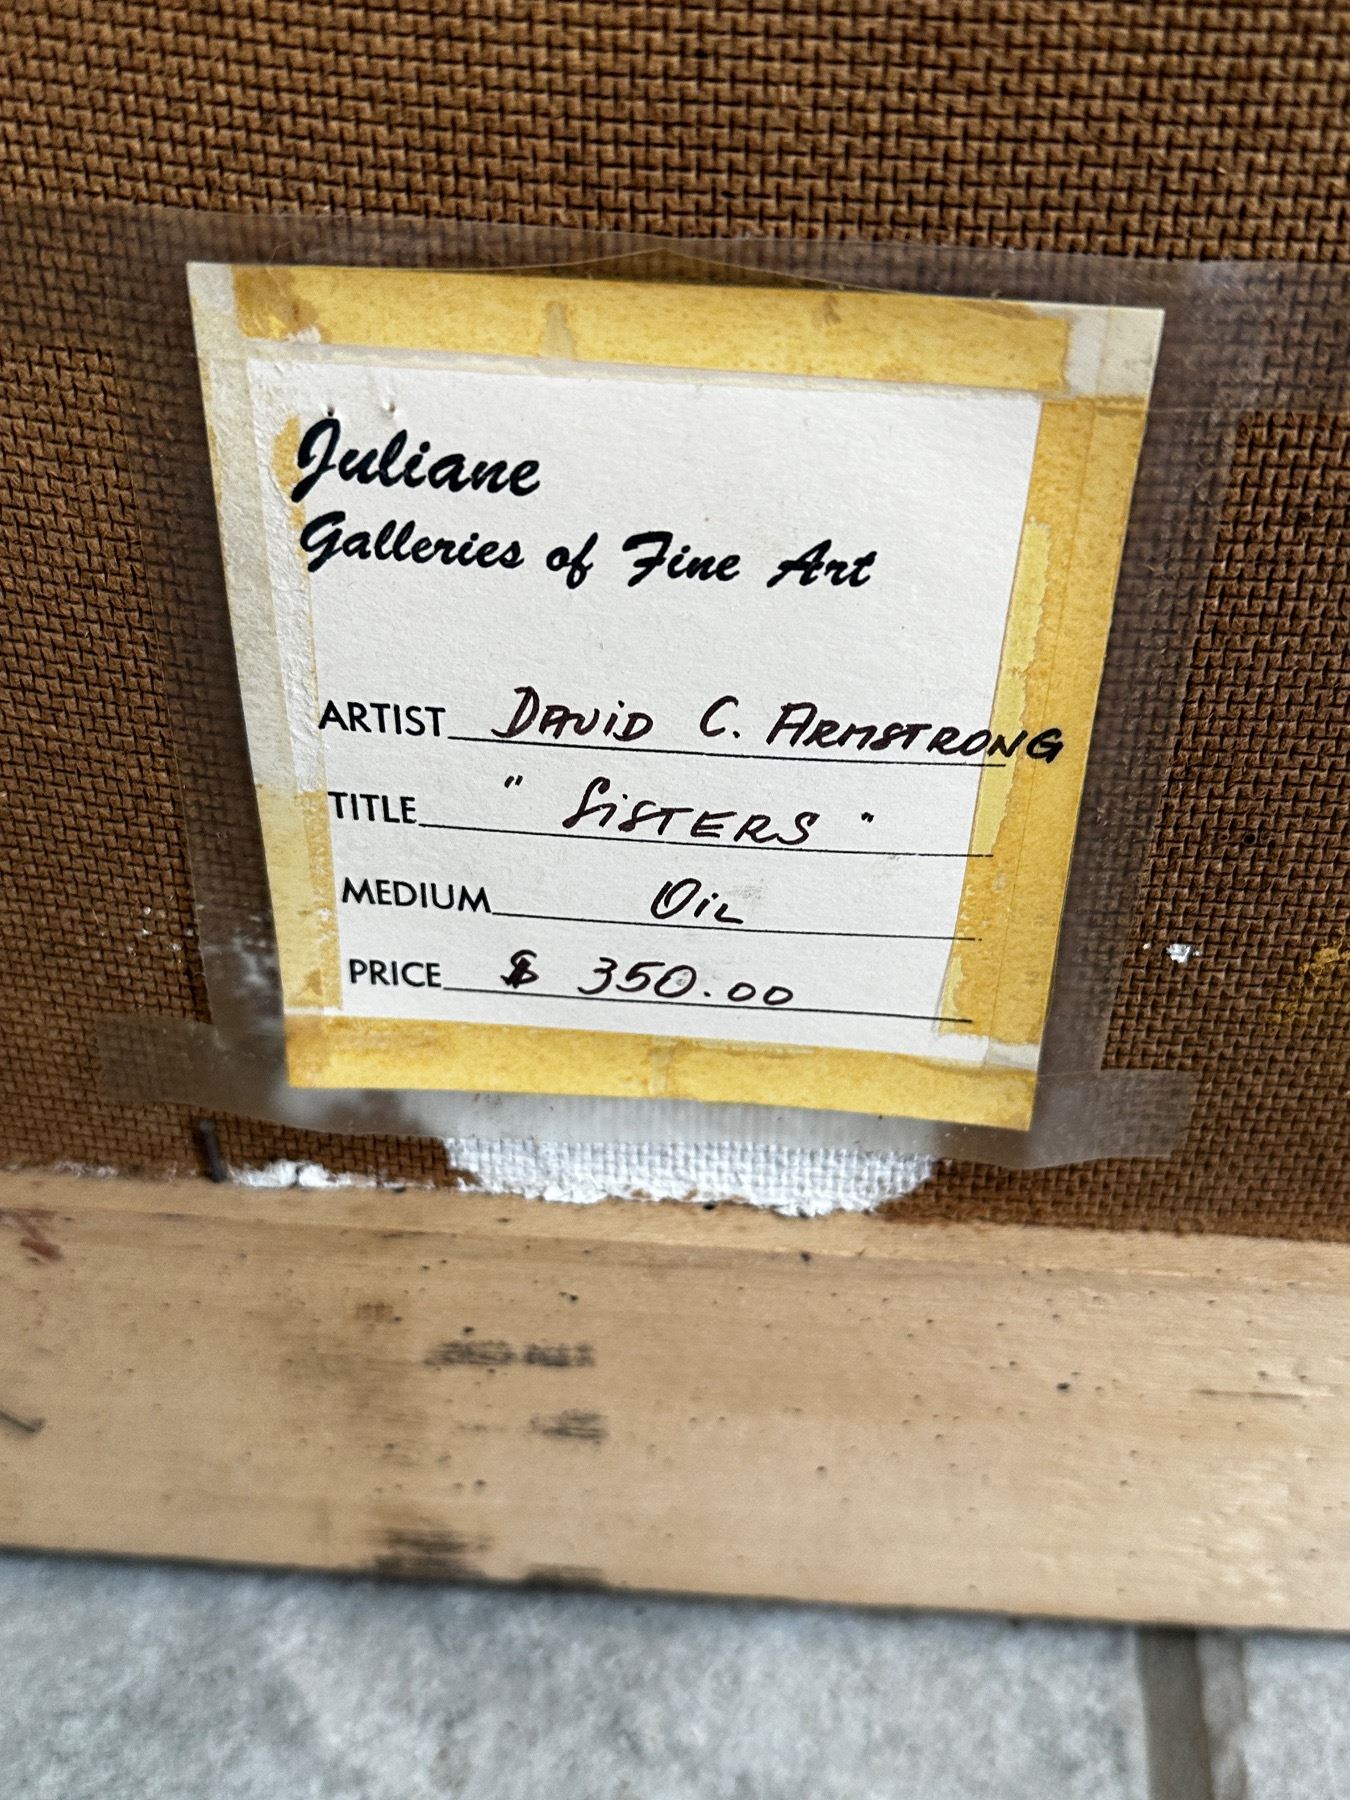 Juliane
Galleries of Fine Art
ARTIST DAVID C. ARMSTRONG
TITLE "SISTERS"
MEDIUM OIL
PRICE $ 350.00